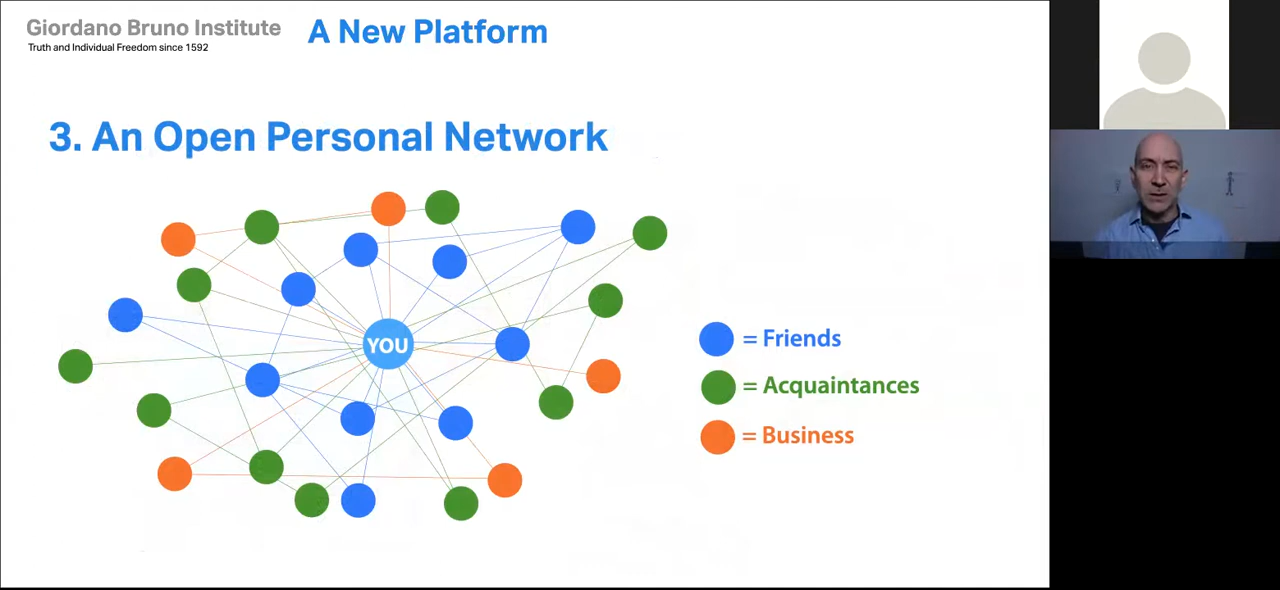 Giordano Bruno Institute
Truth and Individual Freedom since 1592
A New Platform
3. An Open Personal Network
YOU
= Friends
= Acquaintances
= Business